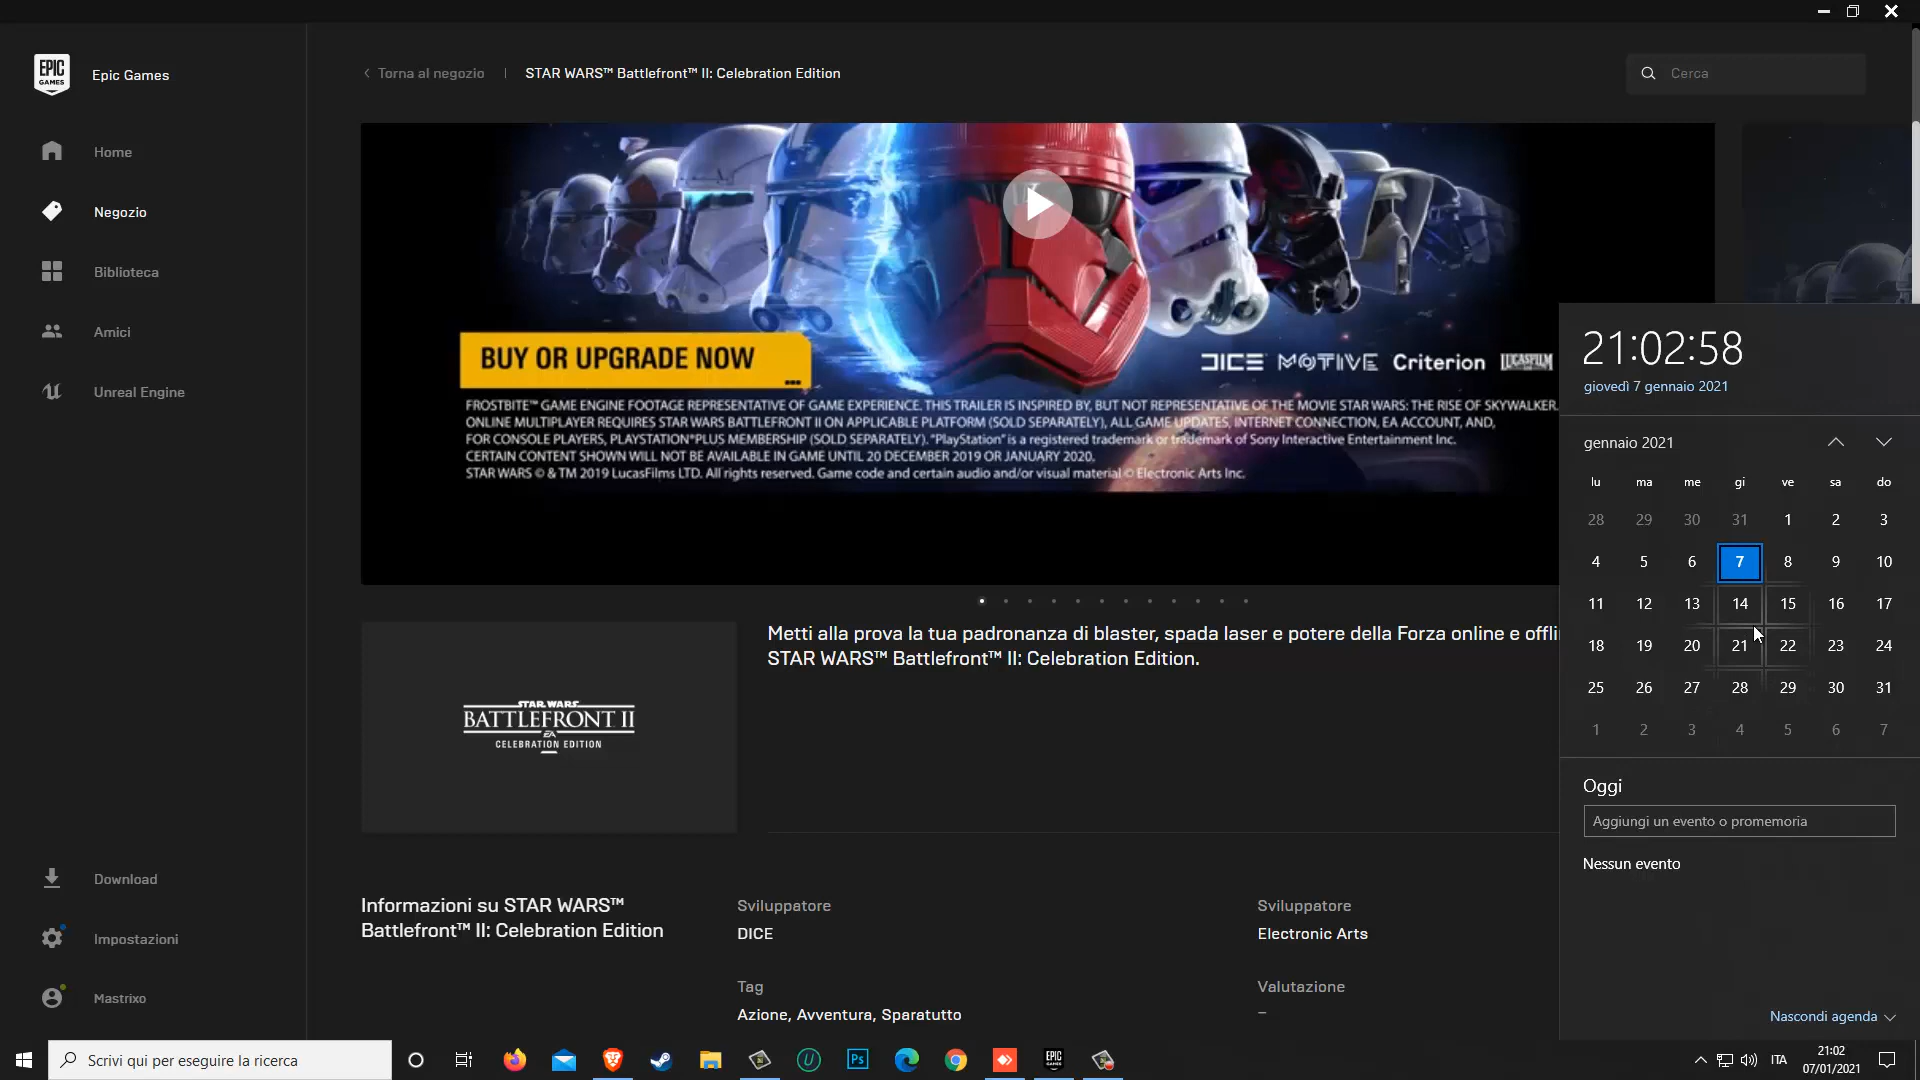 EPIC GAMES
Epic Games
Home
Negozio
Biblioteca
Amici
Unreal Engine
Download
Impostazioni
Mastrixo
Torna al negozio | STAR WARS™ Battlefront™ II: Celebration Edition
Cerca
BUY OR UPGRADE NOW
...
DICE MOTIVE Criterion LUCASFILM
FROSTBITE™ GAME ENGINE FOOTAGE REPRESENTATIVE OF GAME EXPERIENCE. THIS TRAILER IS INSPIRED BY, BUT NOT REPRESENTATIVE OF THE MOVIE STAR WARS: THE RISE OF SKYWALKER.
ONLINE MULTIPLAYER REQUIRES STAR WARS BATTLEFRONT II ON APPLICABLE PLATFORM (SOLD SEPARATELY), ALL GAME UPDATES, INTERNET CONNECTION, EA ACCOUNT, AND,
FOR CONSOLE PLAYERS, PLAYSTATION®PLUS MEMBERSHIP (SOLD SEPARATELY). "PlayStation" is a registered trademark or trademark of Sony Interactive Entertainment Inc.
CERTAIN CONTENT SHOWN WILL NOT BE AVAILABLE IN GAME UNTIL 20 DECEMBER 2019 OR JANUARY 2020.
STAR WARS © & TM 2019 LucasFilms LTD. All rights reserved. Game code and certain audio and/or visual material © Electronic Arts Inc.
STAR WARS
BATTLEFRONT II
EA
CELEBRATION EDITION
Metti alla prova la tua padronanza di blaster, spada laser e potere della Forza online e offli
STAR WARS™ Battlefront™ II: Celebration Edition.
Informazioni su STAR WARS™
Battlefront™ II: Celebration Edition
Sviluppatore
DICE
Sviluppatore
Electronic Arts
Tag
Azione, Avventura, Sparatutto
Valutazione
–
21:02:58
giovedì 7 gennaio 2021
gennaio 2021
lu ma me gi ve sa do
28 29 30 31 1 2 3
4 5 6 7 8 9 10
11 12 13 14 15 16 17
18 19 20 21 22 23 24
25 26 27 28 29 30 31
1 2 3 4 5 6 7
Oggi
Aggiungi un evento o promemoria
Nessun evento
Nascondi agenda
Scrivi qui per eseguire la ricerca
Ps
EPIC GAMES
ITA
21:02
07/01/2021